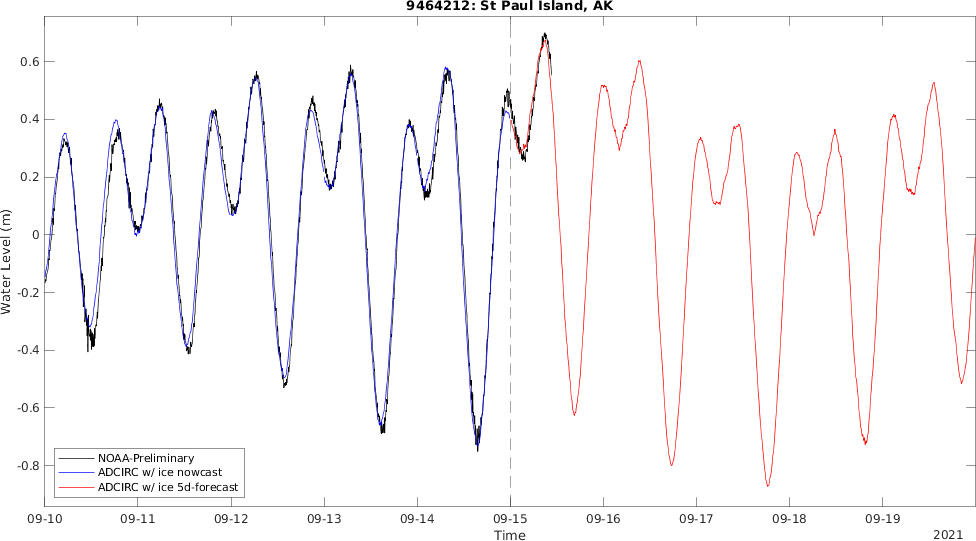 9464212: St Paul Island, AK
Water Level (m)
0.6
0.4
0.2
0
-0.2
-0.4
-0.6
-0.8
NOAA-Preliminary
ADCIRC w/ ice nowcast
ADCIRC w/ ice 5d-forecast
09-10 09-11 09-12 09-13 09-14 09-15 09-16 09-17 09-18 09-19
Time
2021